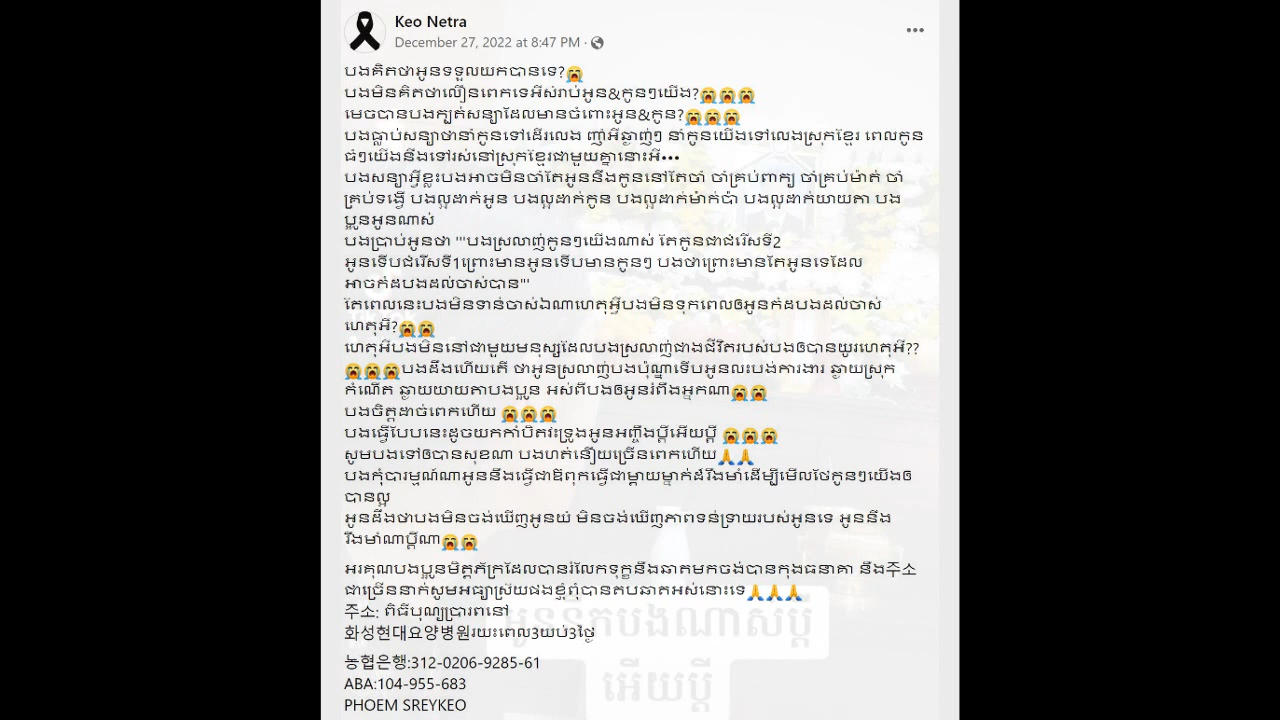 Keo Netra
December 27, 2022 at 8:47 PM ·
បងគិតថាអូនទទួលយកបានទេ?😭
បងមិនគិតថាលឿនពេកទេអីសំរាប់អូន&កូនៗយើង?😭😭😭
មេចបានបងក្បត់សន្យាដែលមានចំពោះអូន&កូន?😭😭😭
បងធ្លាប់សន្យាថានាំកូនទៅដើរលេង ញ៉ាំអីឆ្ងាញ់ៗ នាំកូនយើងទៅលេងស្រុកខ្មែរ ពេលកូន
ធំៗយើងនឹងទៅរស់នៅស្រុកខ្មែរជាមួយគ្នានោះអី•••
បងសន្យាអ្វីខ្លះបងអាចមិនចាំតែអូននឹងកូននៅតែចាំ ចាំគ្រប់ពាក្យ ចាំគ្រប់ម៉ាត់ ចាំ
គ្រប់ទង្វើ បងល្អដាក់អូន បងល្អដាក់កូន បងល្អដាក់ម៉ាក់ប៉ា បងល្អដាក់យាយតា បង
ប្អូនអូនណាស់
បងប្រាប់អូនថា "'បងស្រលាញ់កូនៗយើងណាស់ តែកូនជាជំរើសទី2
អូនទើបជំរើសទី1ព្រោះមានអូនទើបមានកូនៗ បងថាព្រោះមានតែអូនទេដែល
អាចកំដបងដល់ចាស់បាន"'
តែពេលនេះបងមិនទាន់ចាស់ឯណាហេតុអ្វីបងមិនទុកពេលឲអូនកំដបងដល់ចាស់
ហេតុអី?😭😭
ហេតុអីបងមិននៅជាមួយមនុស្សដែលបងស្រលាញ់ជាងជីវិតរបស់បងឲបានយូរហេតុអី??
😭😭😭បងដឹងហើយតើ ថាអូនស្រលាញ់បងប៉ុណ្ណាទើបអូនលះបង់ការងារ ឆ្ងាយស្រុក
កំណើត ឆ្ងាយយាយតាបងប្អូន អស់ពីបងឲអូនរំពឹងអ្នកណា😭😭
បងចិត្តដាច់ពេកហើយ 😭😭😭
បងធ្វើបែបនេះដូចយកកាំបិតវះទ្រូងអូនអញ្ចឹងប្តីអើយប្តី 😭😭😭
សូមបងទៅឲបានសុខណា បងហត់នឿយច្រើនពេកហើយ🙏🙏
បងកុំបារម្មណ៍ណាអូននឹងធ្វើជាឪពុកធ្វើជាម្តាយម្នាក់ដ៏រឹងមាំដើម្បីមើលថែកូនៗយើងឲ
បានល្អ
អូនដឹងថាបងមិនចង់ឃើញអូនយំ មិនចង់ឃើញភាពទន់ទ្រាយរបស់អូនទេ អូននឹង
រឹងមាំណាប្តីណា😭😭
អរគុណបងប្អូនមិត្តភ័ក្រដែលបានរំលែកទុក្ខនឹងឆាតមកចង់បានកុងធនាគា នឹង주소
ជាច្រើននាក់សូមអធ្យាស្រ័យផងខ្ញុំពុំបានតបឆាតអស់នោះទេ🙏🙏🙏
주소: ពិធីបុណ្យប្រារពនៅ
화성현대요양병원រយះពេល3យប់3ថ្ងៃ
농협은행:312-0206-9285-61
ABA:104-955-683
PHOEM SREYKEO
អូននឹកបងណាស់ប្តី
អើយប្តី